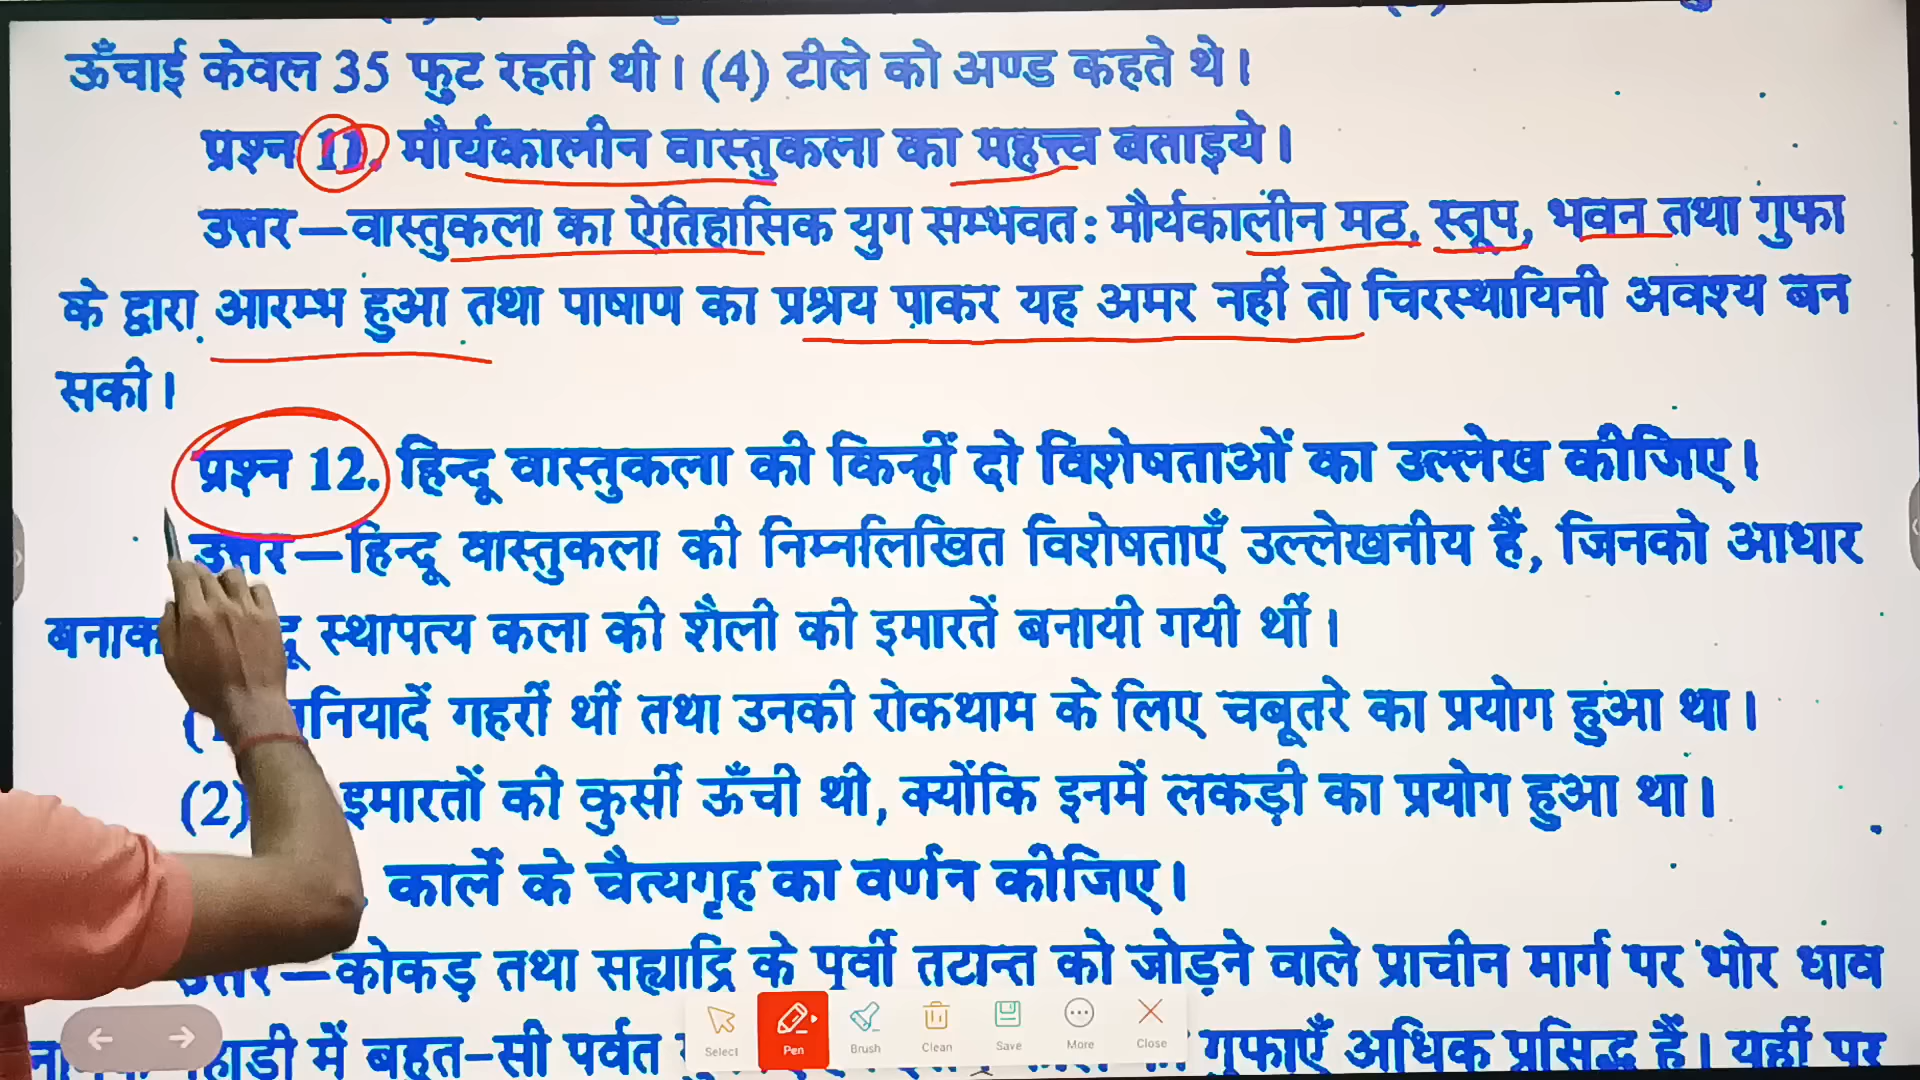 ऊँचाई केवल 35 फुट रहती थी। (4) टीले को अण्ड कहते थे।
प्रश्न 11. मौर्यकालीन वास्तुकला का महत्त्व बताइये।
उत्तर—वास्तुकला का ऐतिहासिक युग सम्भवत: मौर्यकालीन मठ, स्तूप, भवन तथा गुफा
के द्वारा आरम्भ हुआ तथा पाषाण का प्रश्रय पाकर यह अमर नहीं तो चिरस्थायिनी अवश्य बन
सकी।
प्रश्न 12. हिन्दू वास्तुकला की किन्हीं दो विशेषताओं का उल्लेख कीजिए।
उत्तर—हिन्दू वास्तुकला की निम्नलिखित विशेषताएँ उल्लेखनीय हैं, जिनको आधार
स्थापत्य कला की शैली की इमारतें बनायी गयी थीं।
गहरीं थीं तथा उनकी रोकथाम के लिए चबूतरे का प्रयोग हुआ था।
(2) इमारतों की कुर्सी ऊँची थी, क्योंकि इनमें लकड़ी का प्रयोग हुआ था।
कार्ले के चैत्यगृह का वर्णन कीजिए।
उत्तर—कोकड़ तथा सह्याद्रि के पूर्वी तटान्त को जोड़ने वाले प्राचीन मार्ग पर भोर धाव
में बहुत-सी पर्वत गुफाएँ अधिक प्रसिद्ध हैं। यहीं पर
Select Pen Brush Clean Save More Close